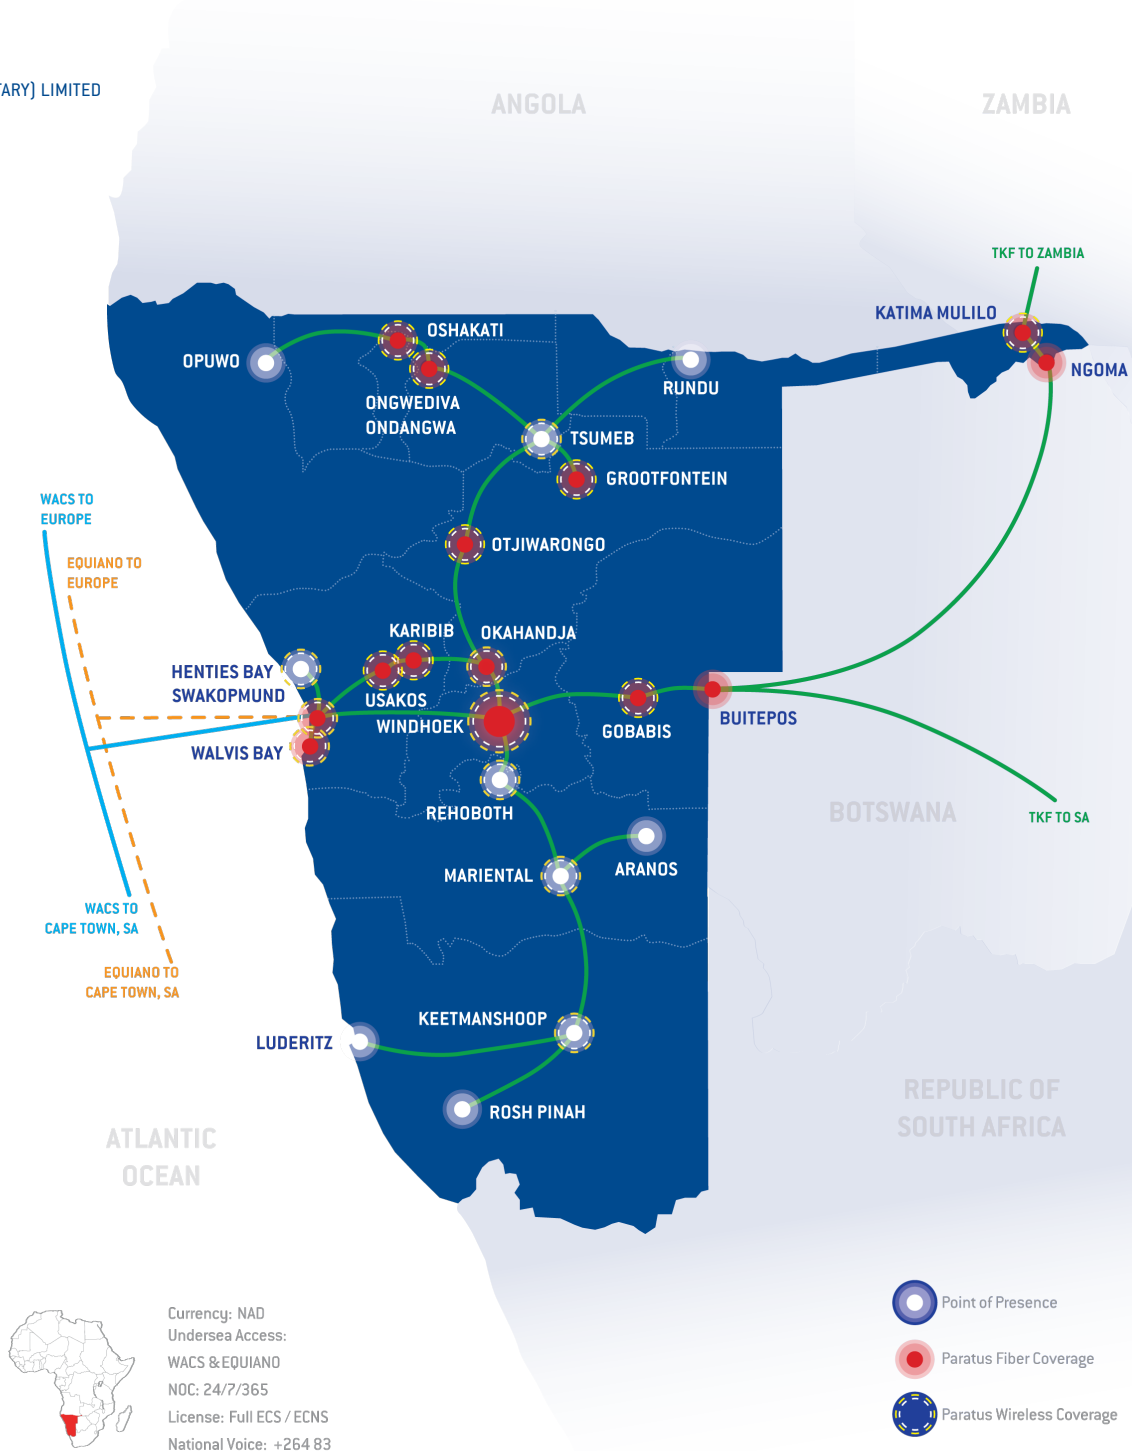 TARY) LIMITED
ANGOLA
ZAMBIA
TKF TO ZAMBIA
KATIMA MULILO
NGOMA
OSHAKATI
OPUWO
ONGWEDIVA
ONDANGWA
RUNDU
TSUMEB
GROOTFONTEIN
WACS TO
EUROPE
EQUIANO TO
EUROPE
OTJIWARONGO
KARIBIB
OKAHANDJA
HENTIES BAY
SWAKOPMUND
USAKOS
WINDHOEK
WALVIS BAY
GOBABIS
BUITEPOS
REHOBOTH
BOTSWANA
TKF TO SA
MARIENTAL
ARANOS
WACS TO
CAPE TOWN, SA
EQUIANO TO
CAPE TOWN, SA
KEETMANSHOOP
LUDERITZ
ROSH PINAH
REPUBLIC OF
SOUTH AFRICA
ATLANTIC
OCEAN
Currency: NAD
Undersea Access:
WACS & EQUIANO
NOC: 24/7/365
License: Full ECS / ECNS
National Voice: +264 83
Point of Presence
Paratus Fiber Coverage
Paratus Wireless Coverage